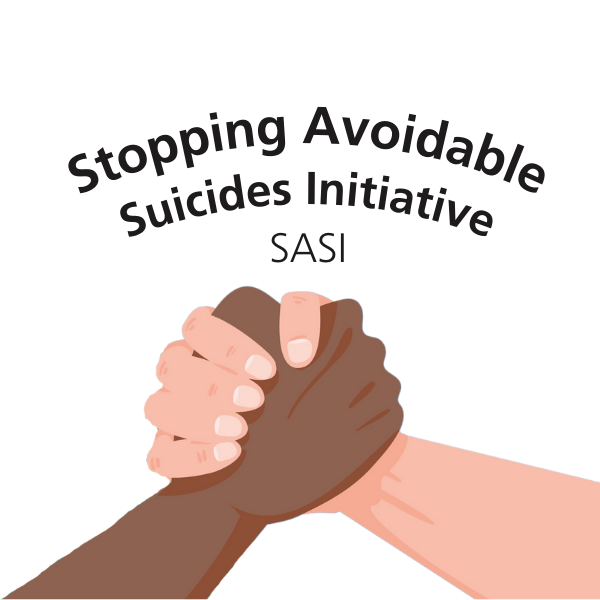 Stopping Avoidable
Suicides Initiative
SASI